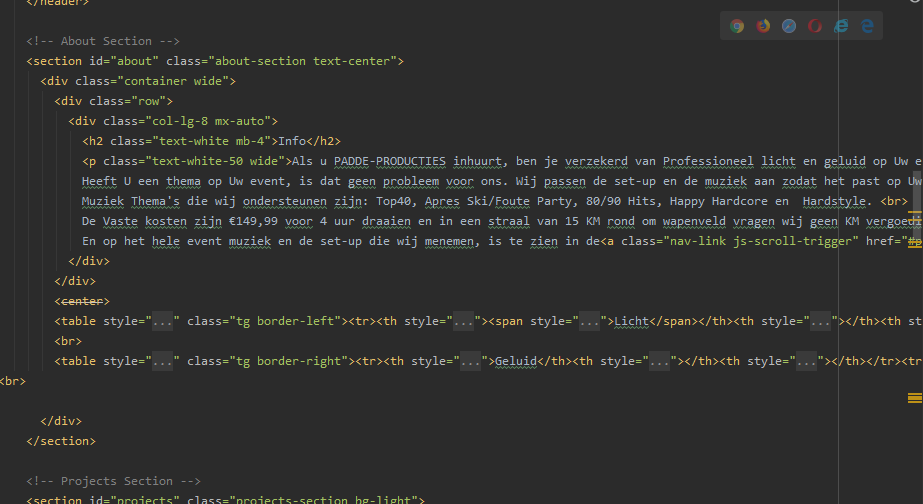 </header>
<!-- About Section -->
<section id="about" class="about-section text-center">
<div class="container wide">
<div class="row">
<div class="col-lg-8 mx-auto">
<h2 class="text-white mb-4">Info</h2>
<p class="text-white-50 wide">Als u PADDE-PRODUCTIES inhuurt, ben je verzekerd van Professioneel licht en geluid op Uw e
Heeft U een thema op Uw event, is dat geen probleem voor ons. Wij passen de set-up en de muziek aan zodat het past op Uw
Muziek Thema's die wij ondersteunen zijn: Top40, Apres Ski/Foute Party, 80/90 Hits, Happy Hardcore en  Hardstyle. <br>
De Vaste kosten zijn €149,99 voor 4 uur draaien en in een straal van 15 KM rond om wapenveld vragen wij geen KM vergoedi
En op het hele event muziek en de set-up die wij menemen, is te zien in de<a class="nav-link js-scroll-trigger" href="#p
</div>
</div>
<center>
<table style="..." class="tg border-left"><tr><th style="..."><span style="...">Licht</span></th><th style="..."></th><th st
<br>
<table style="..." class="tg border-right"><tr><th style="...">Geluid</th><th style="..."></th><th style="..."></th></tr><tr
<br>
</div>
</section>
<!-- Projects Section -->
<section id="projects" class="projects-section bg-light">